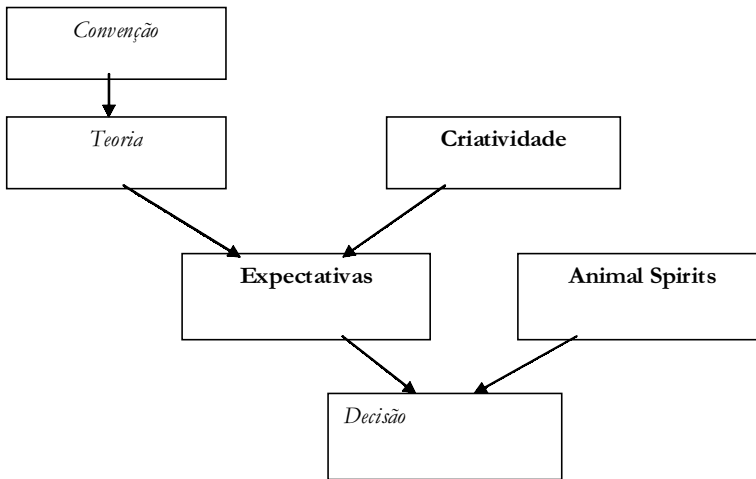 Convenção
Teoria
Criatividade
Expectativas
Animal Spirits
Decisão